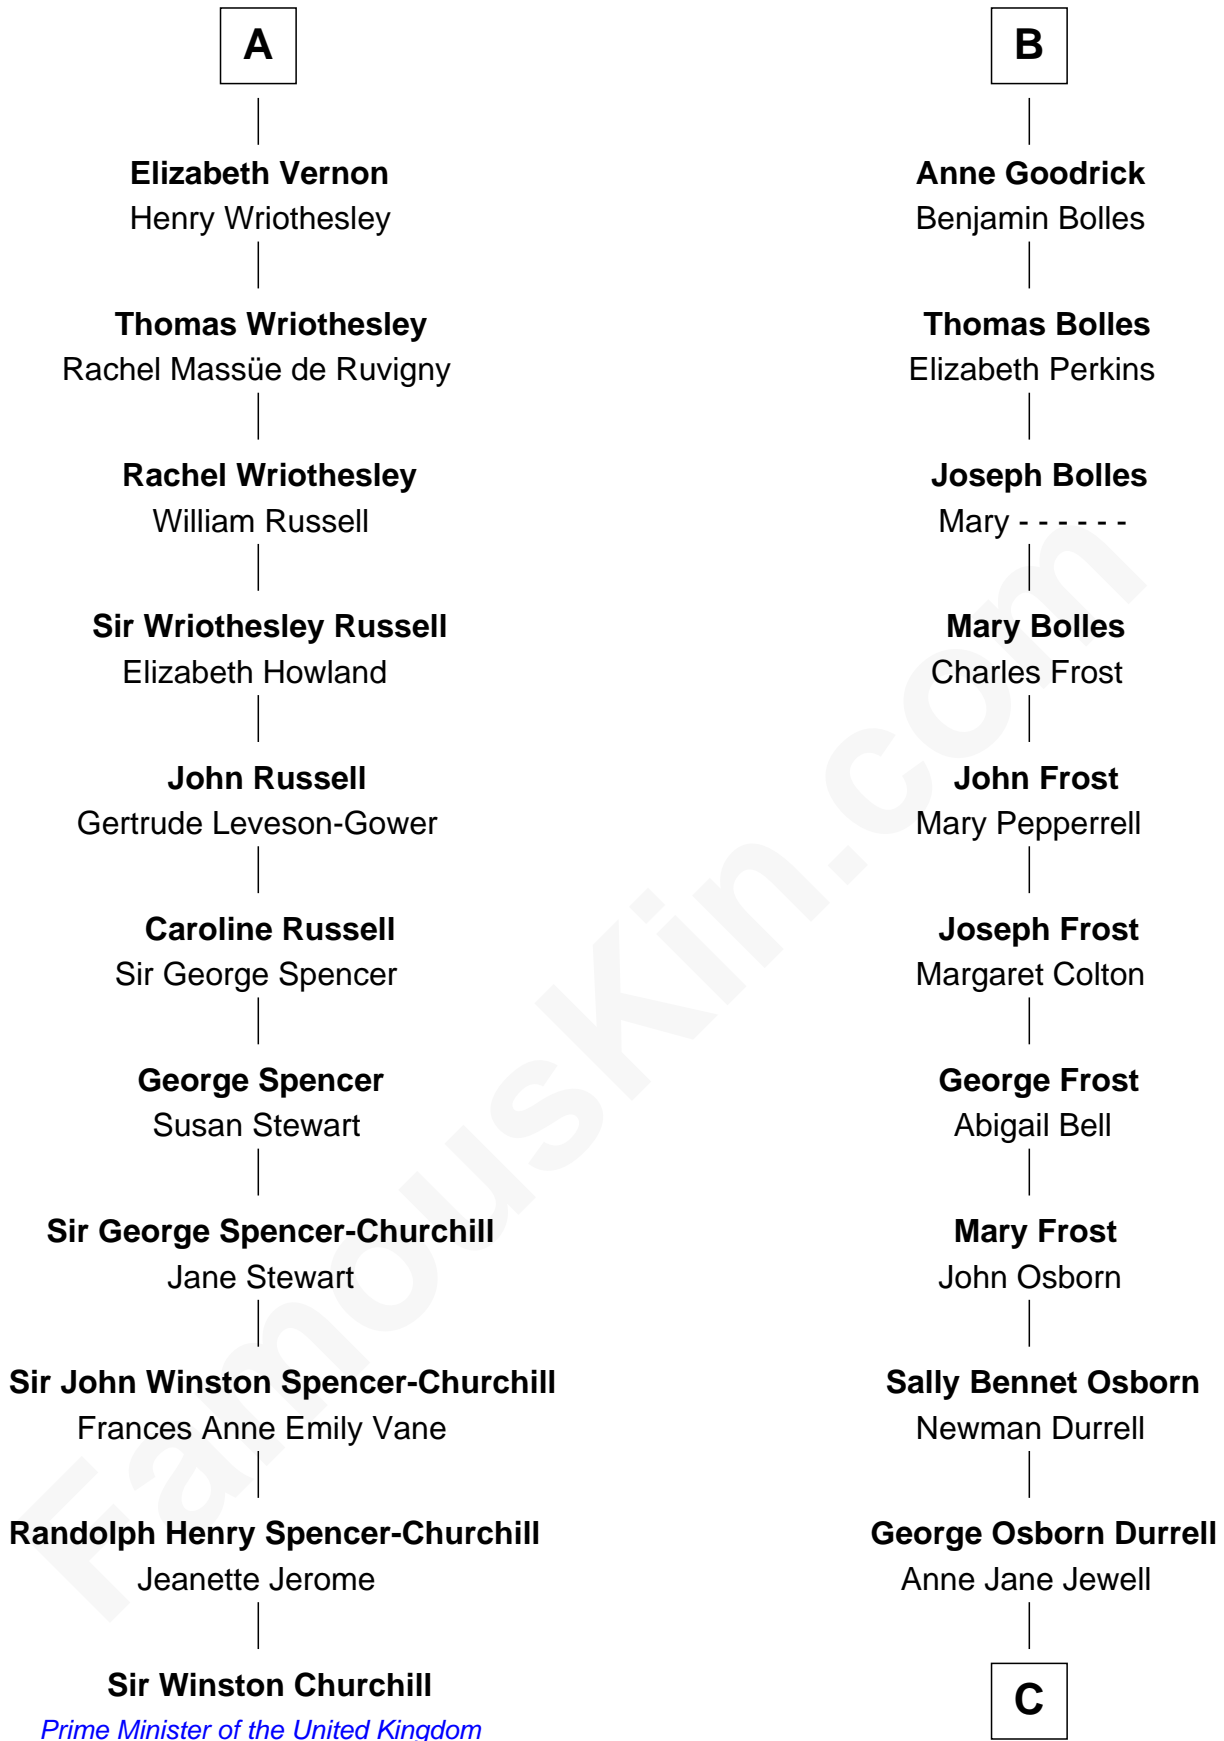 A
Elizabeth Vernon
Henry Wriothesley
Thomas Wriothesley
Rachel Massüe de Ruvigny
Rachel Wriothesley
William Russell
Sir Wriothesley Russell
Elizabeth Howland
John Russell
Gertrude Leveson-Gower
Caroline Russell
Sir George Spencer
George Spencer
Susan Stewart
Sir George Spencer-Churchill
Jane Stewart
Sir John Winston Spencer-Churchill
Frances Anne Emily Vane
Randolph Henry Spencer-Churchill
Jeanette Jerome
Sir Winston Churchill
Prime Minister of the United Kingdom
B
Anne Goodrick
Benjamin Bolles
Thomas Bolles
Elizabeth Perkins
Joseph Bolles
Mary - - - - - -
Mary Bolles
Charles Frost
John Frost
Mary Pepperrell
Joseph Frost
Margaret Colton
George Frost
Abigail Bell
Mary Frost
John Osborn
Sally Bennet Osborn
Newman Durrell
George Osborn Durrell
Anne Jane Jewell
C
FamousKin.com